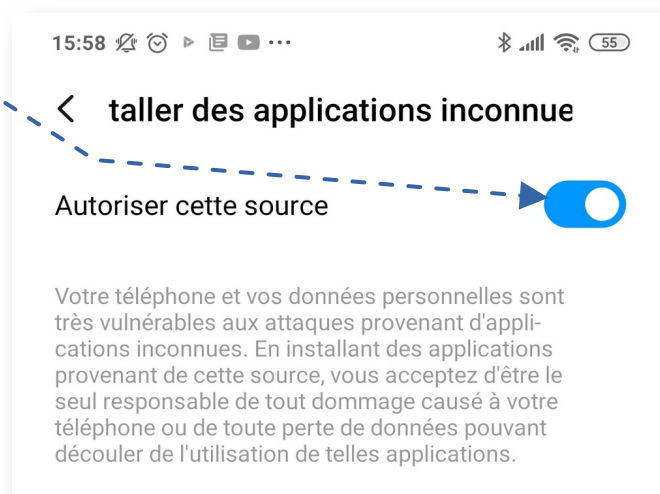 15:58 ... 55
taller des applications inconnue
Autoriser cette source
Votre téléphone et vos données personnelles sont
très vulnérables aux attaques provenant d'appli-
cations inconnues. En installant des applications
provenant de cette source, vous acceptez d'être le
seul responsable de tout dommage causé à votre
téléphone ou de toute perte de données pouvant
découler de l'utilisation de telles applications.